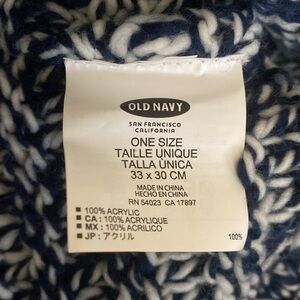 OLD NAVY
SAN FRANCISCO
CALIFORNIA
ONE SIZE
TAILLE UNIQUE
TALLA ÚNICA
33 x 30 CM
MADE IN CHINA
HECHO EN CHINA
RN 54023 CA 17897
■ 100% ACRYLIC
■ CA : 100% ACRYLIQUE
■ MX : 100% ACRILICO
■ JP : アクリル 100%